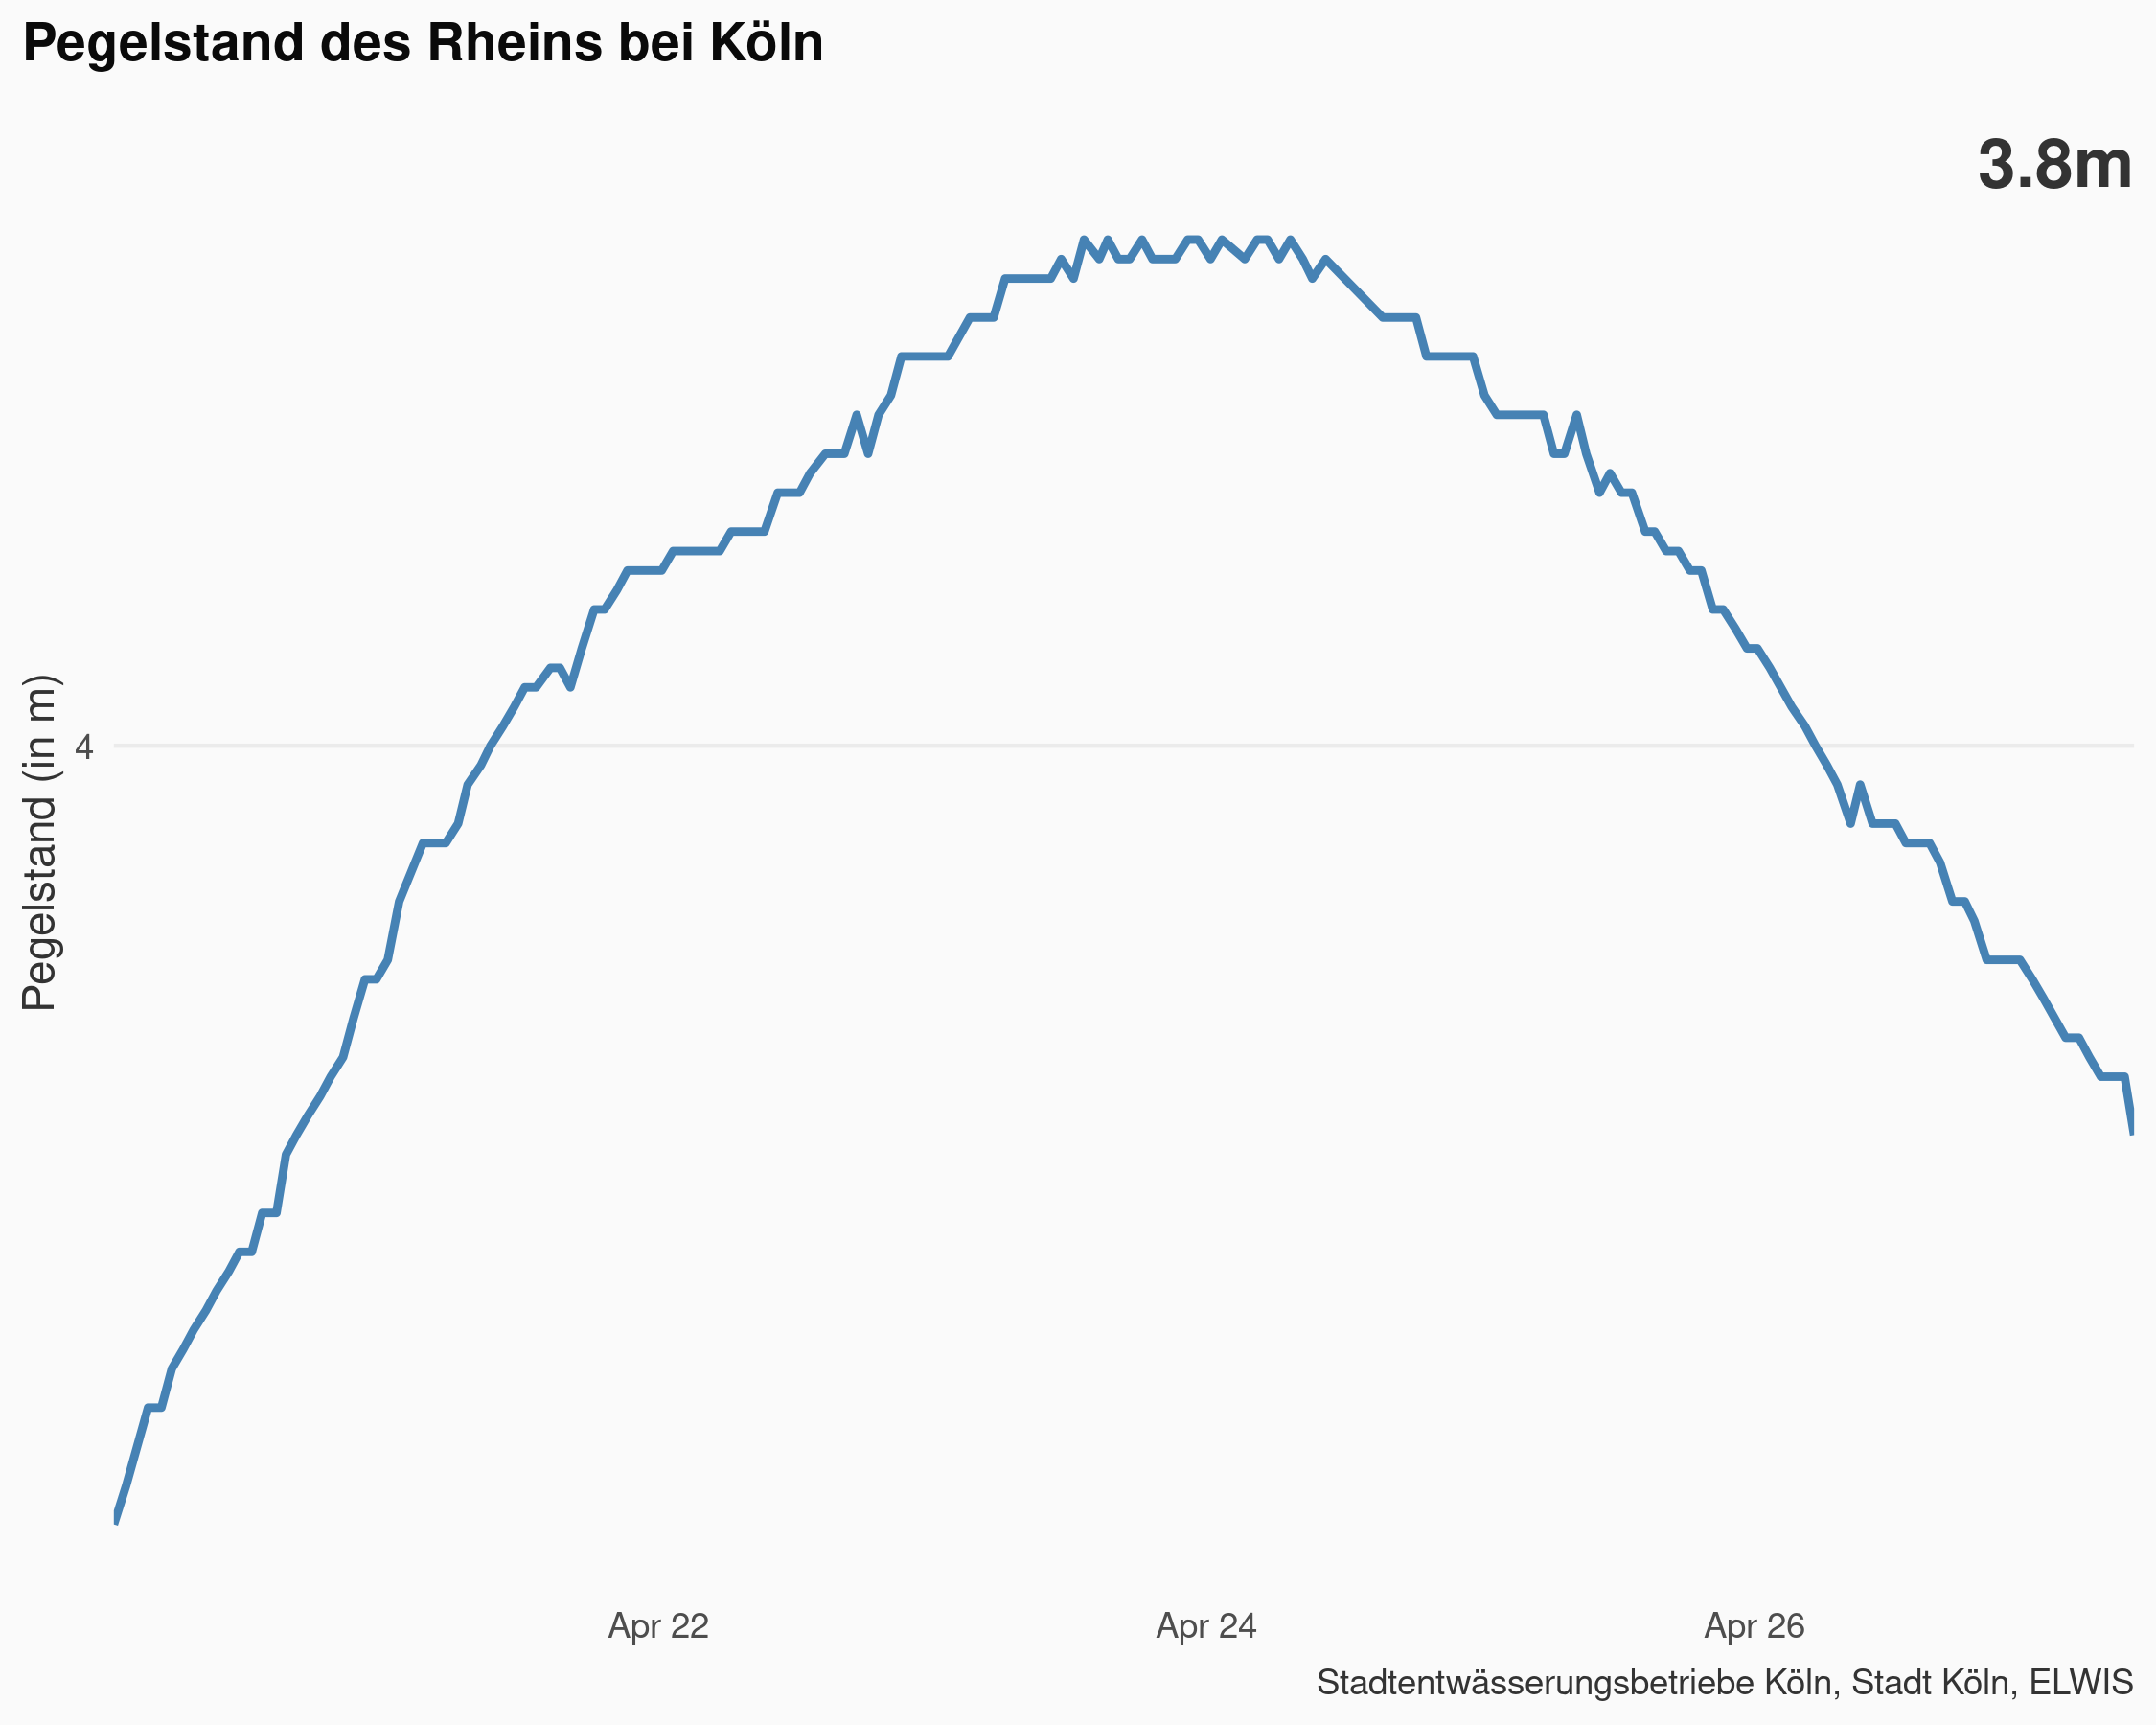 Pegelstand des Rheins bei Köln
3.8m
Pegelstand (in m)
4
Apr 22
Apr 24
Apr 26
Stadtentwässerungsbetriebe Köln, Stadt Köln, ELWIS